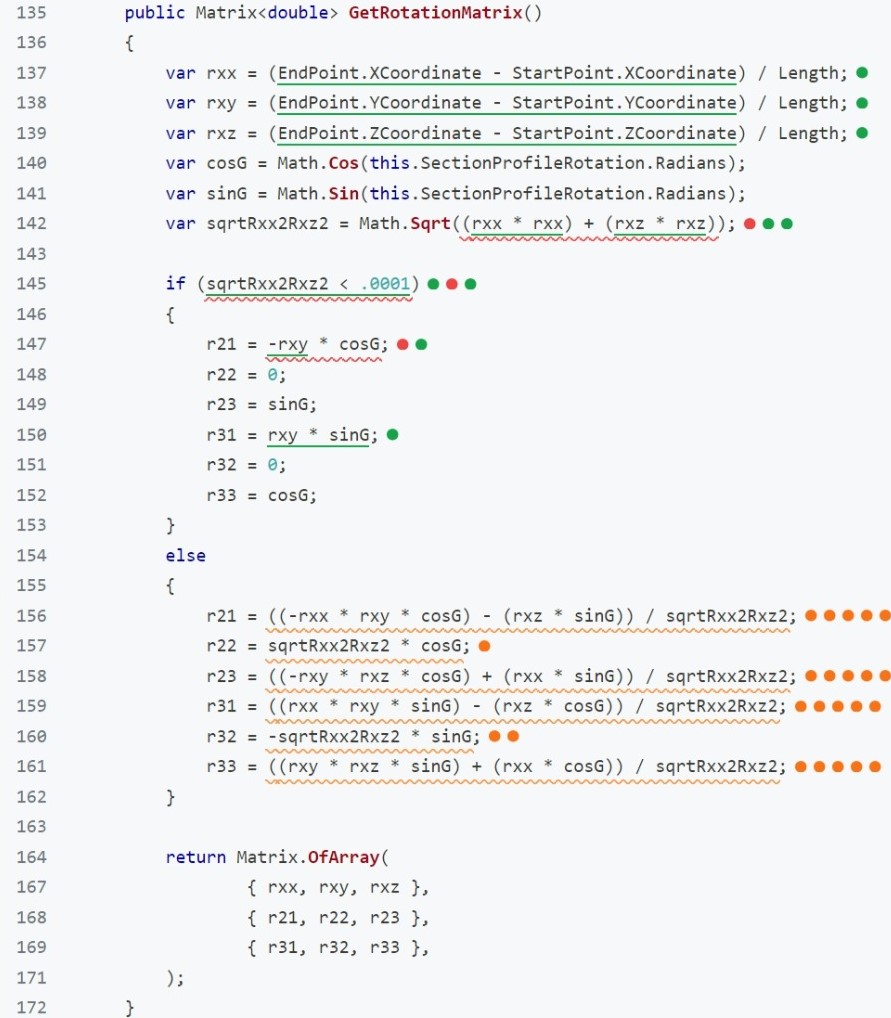 135 public Matrix<double> GetRotationMatrix()
136 {
137 var rxx = (EndPoint.XCoordinate - StartPoint.XCoordinate) / Length;
138 var rxy = (EndPoint.YCoordinate - StartPoint.YCoordinate) / Length;
139 var rxz = (EndPoint.ZCoordinate - StartPoint.ZCoordinate) / Length;
140 var cosG = Math.Cos(this.SectionProfileRotation.Radians);
141 var sinG = Math.Sin(this.SectionProfileRotation.Radians);
142 var sqrtRxx2Rxz2 = Math.Sqrt((rxx * rxx) + (rxz * rxz));
143
145 if (sqrtRxx2Rxz2 < .0001)
146 {
147 r21 = -rxy * cosG;
148 r22 = 0;
149 r23 = sinG;
150 r31 = rxy * sinG;
151 r32 = 0;
152 r33 = cosG;
153 }
154 else
155 {
156 r21 = ((-rxx * rxy * cosG) - (rxz * sinG)) / sqrtRxx2Rxz2;
157 r22 = sqrtRxx2Rxz2 * cosG;
158 r23 = ((-rxy * rxz * cosG) + (rxx * sinG)) / sqrtRxx2Rxz2;
159 r31 = ((rxx * rxy * sinG) - (rxz * cosG)) / sqrtRxx2Rxz2;
160 r32 = -sqrtRxx2Rxz2 * sinG;
161 r33 = ((rxy * rxz * sinG) + (rxx * cosG)) / sqrtRxx2Rxz2;
162 }
163
164 return Matrix.OfArray(
167 { rxx, rxy, rxz },
168 { r21, r22, r23 },
169 { r31, r32, r33 },
171 );
172 }